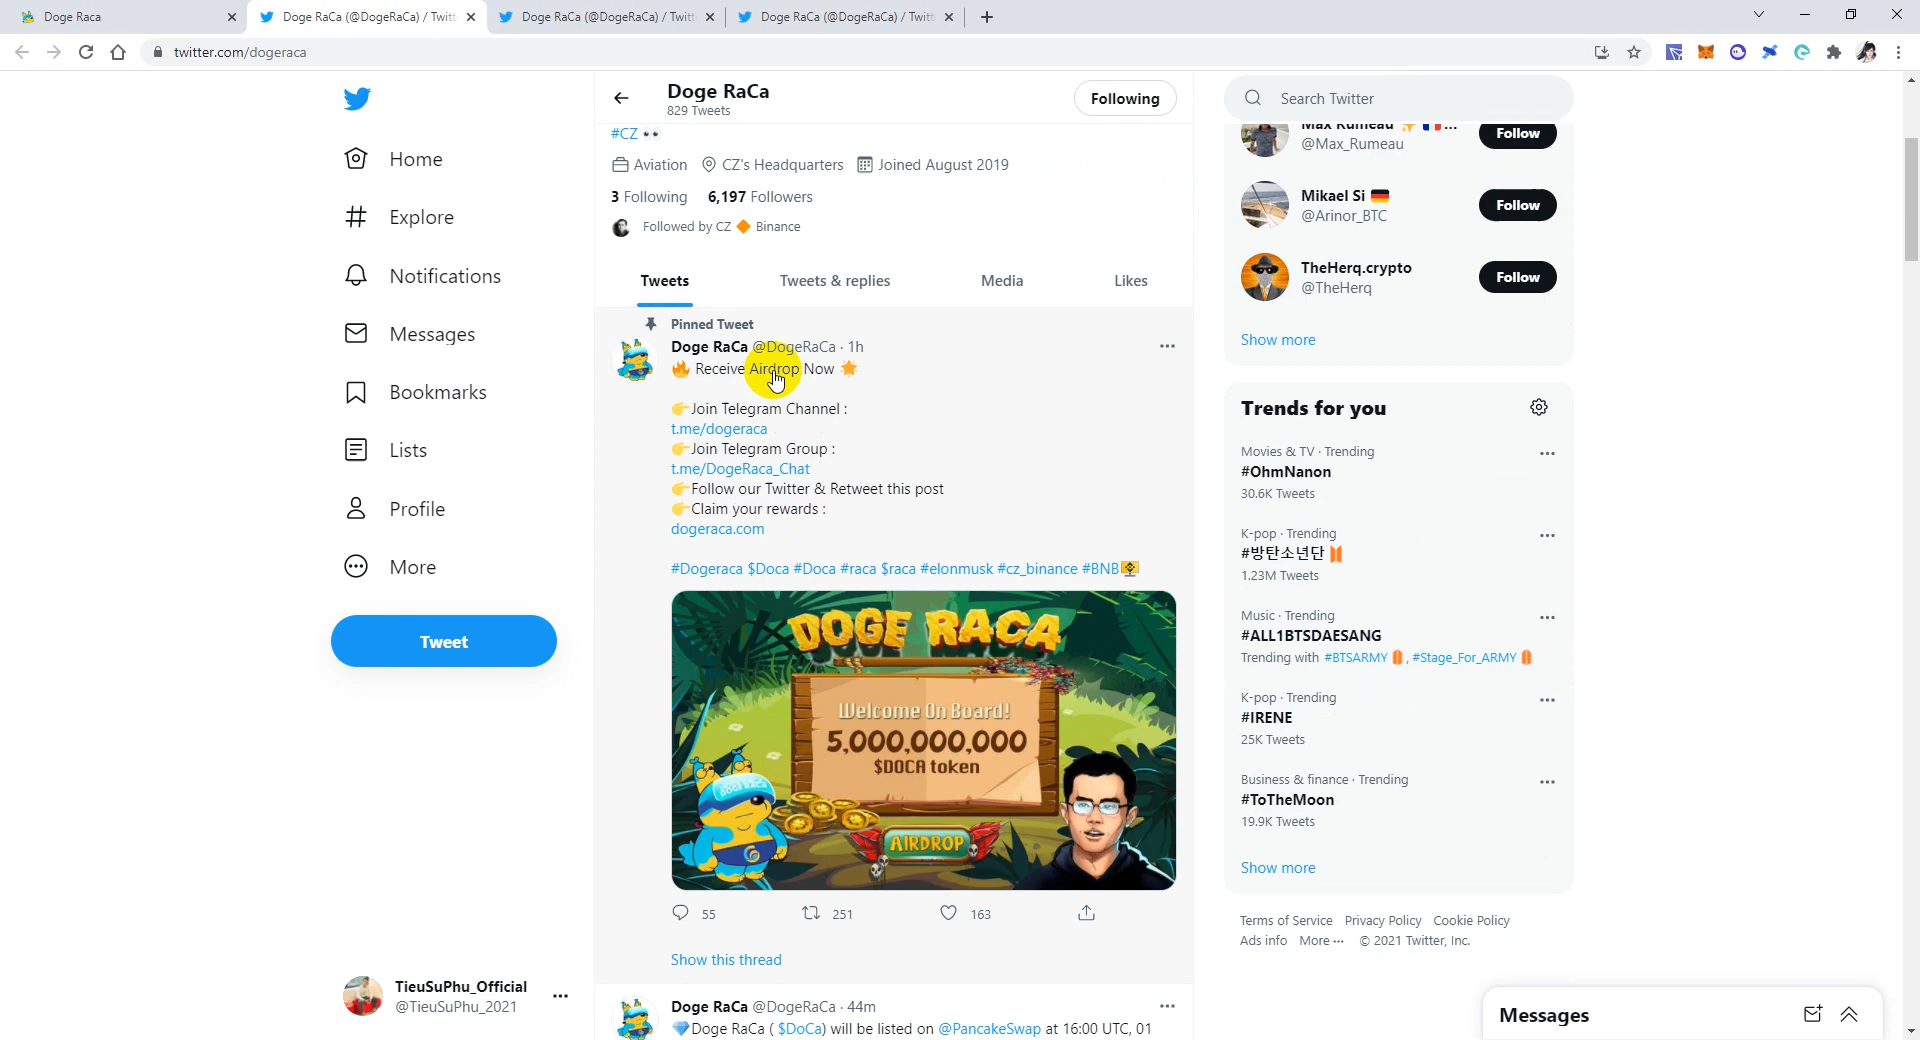 Doge Raca
Doge RaCa (@DogeRaCa) / Twitt
Doge RaCa (@DogeRaCa) / Twitt
Doge RaCa (@DogeRaCa) / Twitt
twitter.com/dogeraca
Home
Explore
Notifications
Messages
Bookmarks
Lists
Profile
More
Tweet
TieuSuPhu_Official
@TieuSuPhu_2021
Doge RaCa
829 Tweets
Following
#CZ 👀
Aviation CZ's Headquarters Joined August 2019
3 Following 6,197 Followers
Followed by CZ 🔶 Binance
Tweets Tweets & replies Media Likes
Pinned Tweet
Doge RaCa @DogeRaCa · 1h
🔥 Receive Airdrop Now 🌟
👉Join Telegram Channel :
t.me/dogeraca
👉Join Telegram Group :
t.me/DogeRaca_Chat
👉Follow our Twitter & Retweet this post
👉Claim your rewards :
dogeraca.com
#Dogeraca $Doca #Doca #raca $raca #elonmusk #cz_binance #BNB
DOGE RACA
Welcome On Board!
5,000,000,000
$DOCA token
DOGERACA
AIRDROP
55 251 163
Show this thread
Doge RaCa @DogeRaCa · 44m
💎Doge RaCa ( $DoCa) will be listed on @PancakeSwap at 16:00 UTC, 01
Search Twitter
Max Rumeau ✨ 🇫🇷...
@Max_Rumeau
Follow
Mikael Si 🇩🇪
@Arinor_BTC
Follow
TheHerq.crypto
@TheHerq
Follow
Show more
Trends for you
Movies & TV · Trending
#OhmNanon
30.6K Tweets
K-pop · Trending
#방탄소년단
1.23M Tweets
Music · Trending
#ALL1BTSDAESANG
Trending with #BTSARMY , #Stage_For_ARMY
K-pop · Trending
#IRENE
25K Tweets
Business & finance · Trending
#ToTheMoon
19.9K Tweets
Show more
Terms of Service Privacy Policy Cookie Policy
Ads info More ··· © 2021 Twitter, Inc.
Messages